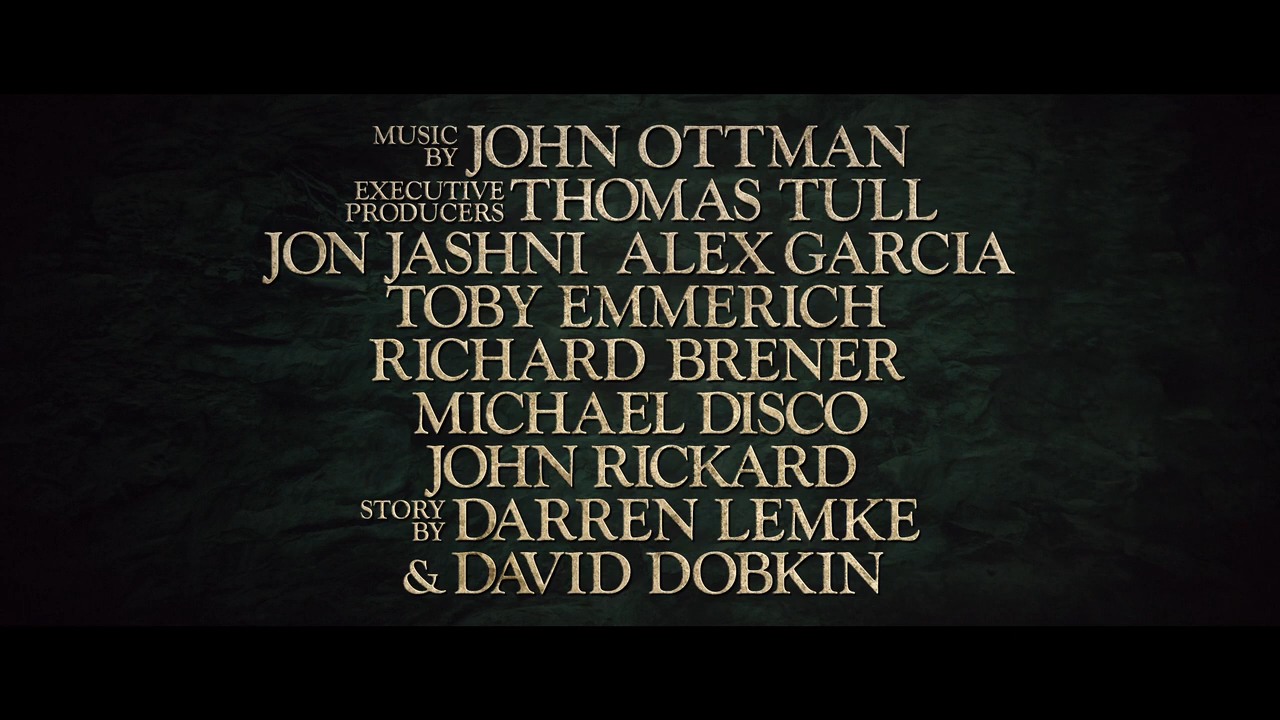 MUSIC BY JOHN OTTMAN
EXECUTIVE PRODUCERS THOMAS TULL
JON JASHNI ALEX GARCIA
TOBY EMMERICH
RICHARD BRENER
MICHAEL DISCO
JOHN RICKARD
STORY BY DARREN LEMKE
& DAVID DOBKIN